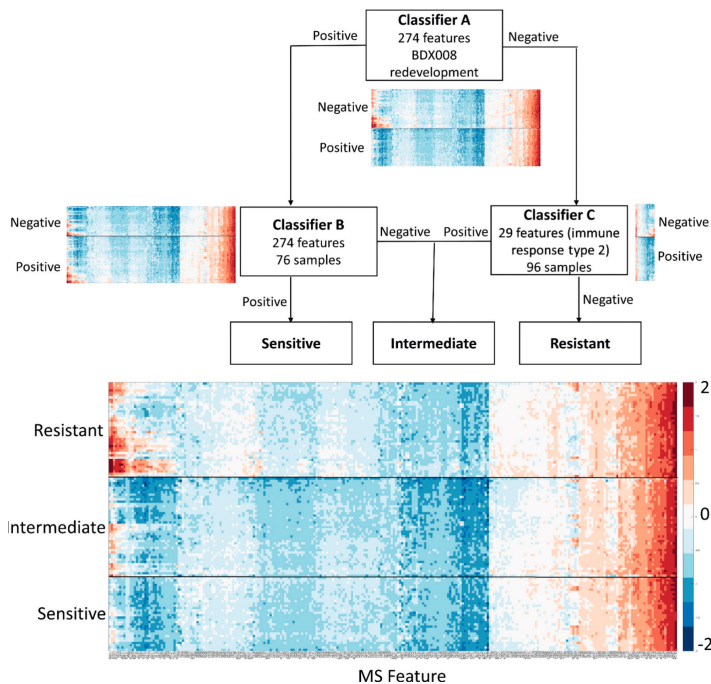 Classifier A
274 features
BDX008
redevelopment
Positive
Negative
Negative
Positive
Negative
Positive
Classifier B
274 features
76 samples
Negative
Positive
Classifier C
29 features (immune
response type 2)
96 samples
Negative
Positive
Positive
Negative
Sensitive
Intermediate
Resistant
Resistant
Intermediate
Sensitive
2
0
-2
MS Feature